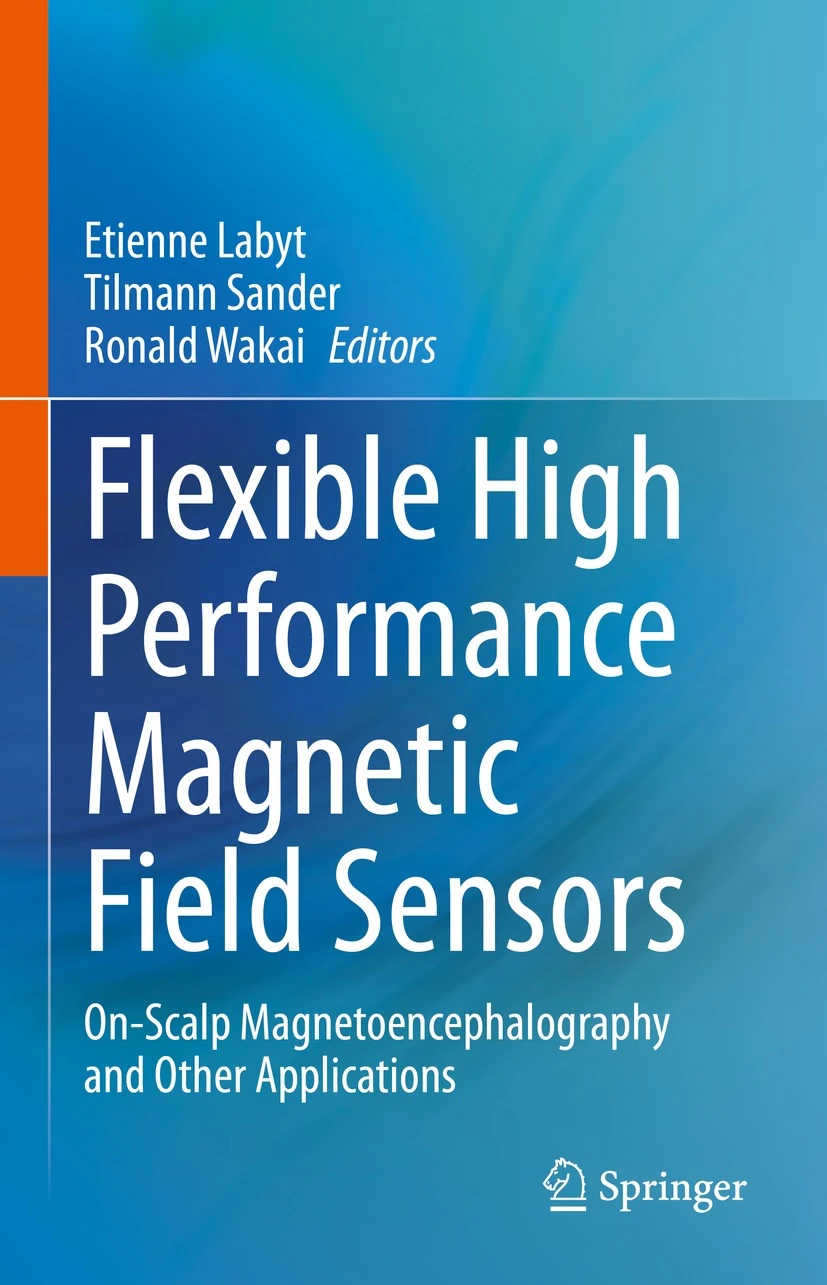 Etienne Labyt
Tilmann Sander
Ronald Wakai Editors
Flexible High
Performance
Magnetic
Field Sensors
On-Scalp Magnetoencephalography
and Other Applications
Springer